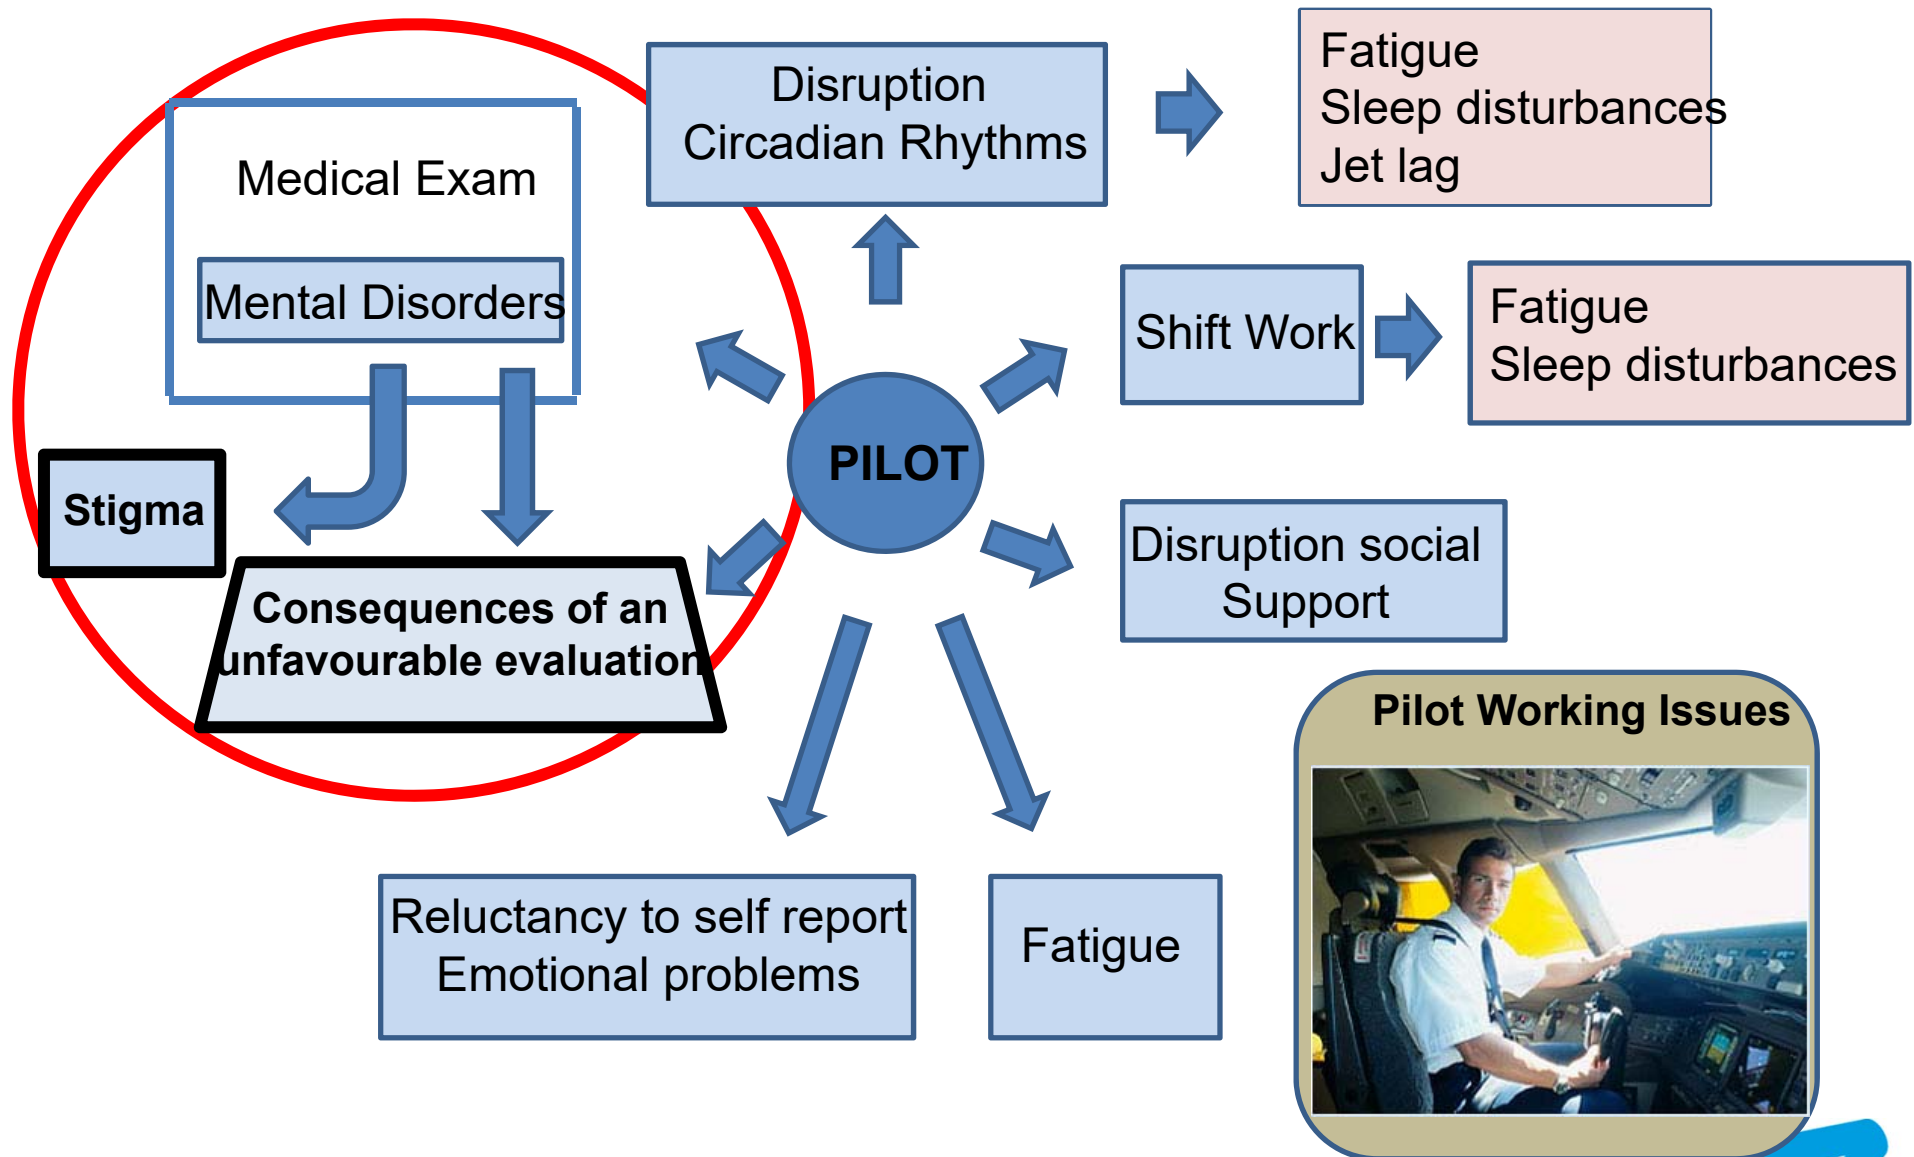 Disruption
Circadian Rhythms
Fatigue
Sleep disturbances
Jet lag
Medical Exam
Mental Disorders
Shift Work
Fatigue
Sleep disturbances
PILOT
Stigma
Disruption social
Support
Consequences of an
unfavourable evaluation
Pilot Working Issues
Reluctancy to self report
Emotional problems
Fatigue